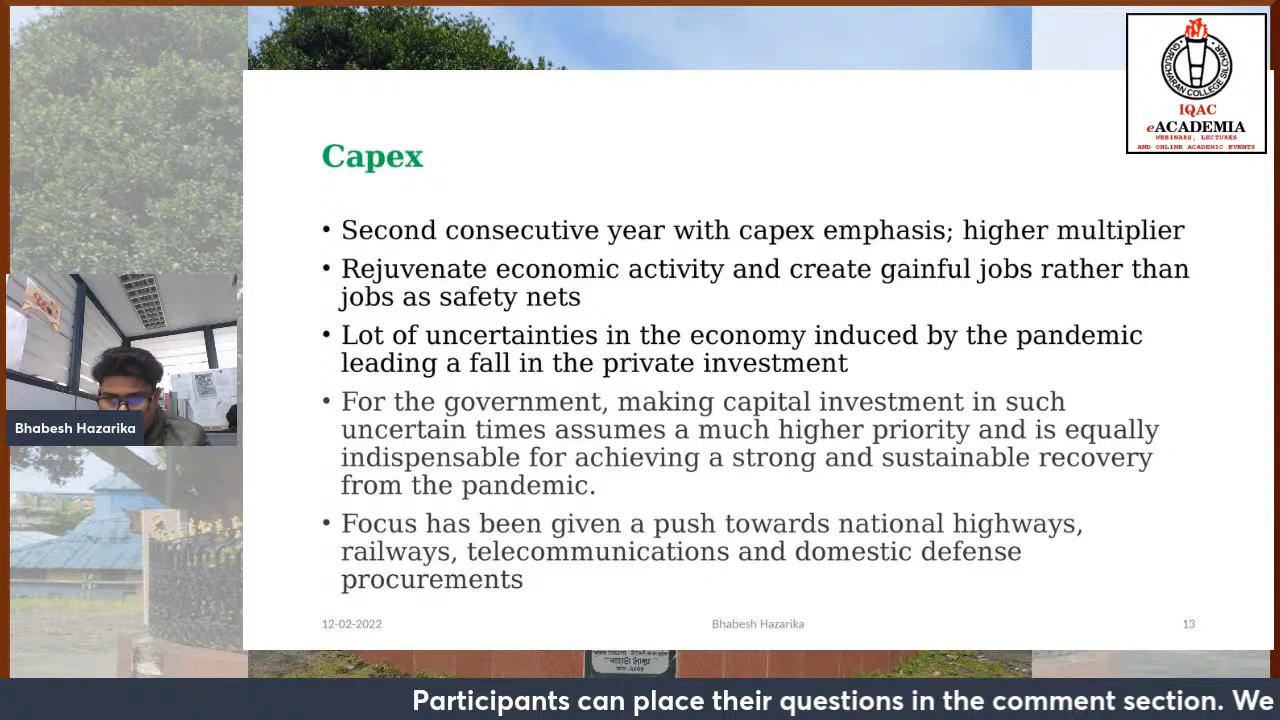 GURUCHARAN COLLEGE SILCHAR
IQAC
eACADEMIA
WEBINARS, LECTURES
AND ONLINE ACADEMIC EVENTS
Capex
• Second consecutive year with capex emphasis; higher multiplier
• Rejuvenate economic activity and create gainful jobs rather than
jobs as safety nets
• Lot of uncertainties in the economy induced by the pandemic
leading a fall in the private investment
• For the government, making capital investment in such
uncertain times assumes a much higher priority and is equally
indispensable for achieving a strong and sustainable recovery
from the pandemic.
• Focus has been given a push towards national highways,
railways, telecommunications and domestic defense
procurements
Bhabesh Hazarika
12-02-2022
Bhabesh Hazarika
13
Participants can place their questions in the comment section. We